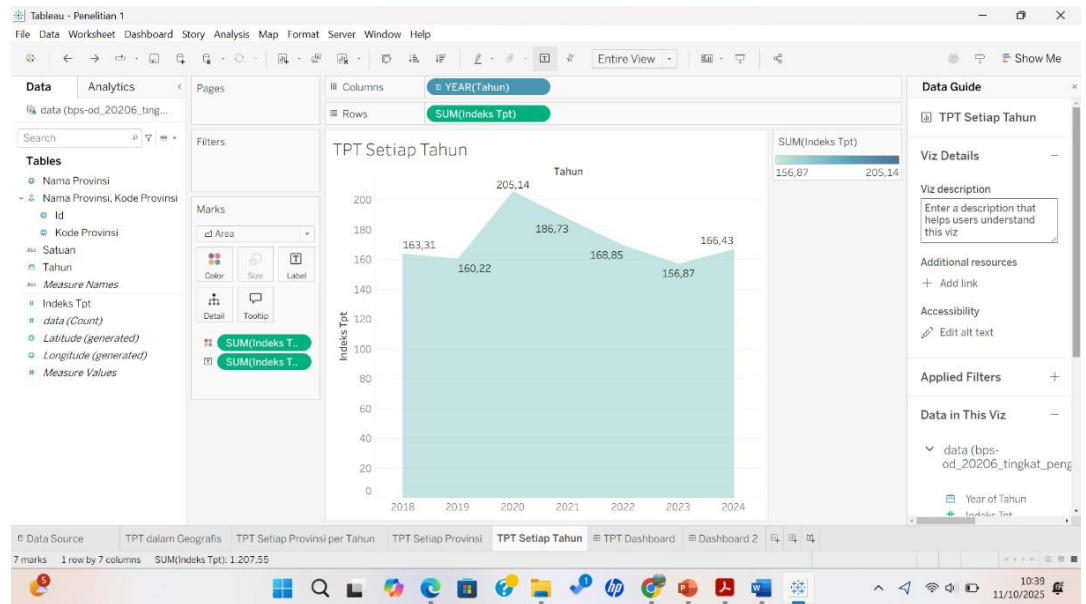 Tableau - Penelitian 1
File Data Worksheet Dashboard Story Analysis Map Format Server Window Help
Entire View
Show Me
Data Analytics
data (bps-od_20206_ting...
Search
Tables
Nama Provinsi
Nama Provinsi, Kode Provinsi
Id
Kode Provinsi
Abc Satuan
Tahun
Abc Measure Names
# Indeks Tpt
# data (Count)
Latitude (generated)
Longitude (generated)
# Measure Values
Pages
Filters
Marks
Area
Color Size Label
Detail Tooltip
SUM(Indeks T..
SUM(Indeks T..
Columns YEAR(Tahun)
Rows SUM(Indeks Tpt)
TPT Setiap Tahun
Tahun
Indeks Tpt
200
180
160
140
120
100
80
60
40
20
0
163,31
160,22
205,14
186,73
168,85
156,87
166,43
2018 2019 2020 2021 2022 2023 2024
SUM(Indeks Tpt)
156,87 205,14
Data Guide
TPT Setiap Tahun
Viz Details
Viz description
Enter a description that
helps users understand
this viz
Additional resources
+ Add link
Accessibility
Edit alt text
Applied Filters
Data in This Viz
data (bps-
od_20206_tingkat_peng
Year of Tahun
# Indeks Tpt
Data Source TPT dalam Geografis TPT Setiap Provinsi per Tahun TPT Setiap Provinsi TPT Setiap Tahun TPT Dashboard Dashboard 2
7 marks 1 row by 7 columns SUM(Indeks Tpt): 1.207,55
10:39
11/10/2025